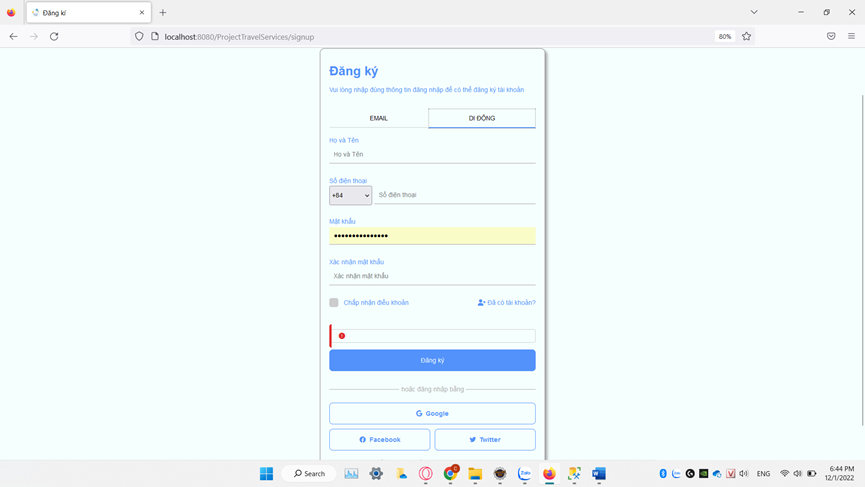 Đăng kí
localhost:8080/ProjectTravelServices/signup
80%
Đăng ký
Vui lòng nhập đúng thông tin đăng nhập để có thể đăng ký tài khoản
EMAIL
DI ĐỘNG
Họ và Tên
Họ và Tên
Số điện thoại
+84
Số điện thoại
Mật khẩu
●●●●●●●●●●●●●●●
Xác nhận mật khẩu
Xác nhận mật khẩu
Chấp nhận điều khoản
Đã có tài khoản?
Đăng ký
hoặc đăng nhập bằng
Google
Facebook
Twitter
Search
Zalo
ENG
6:44 PM
12/1/2022